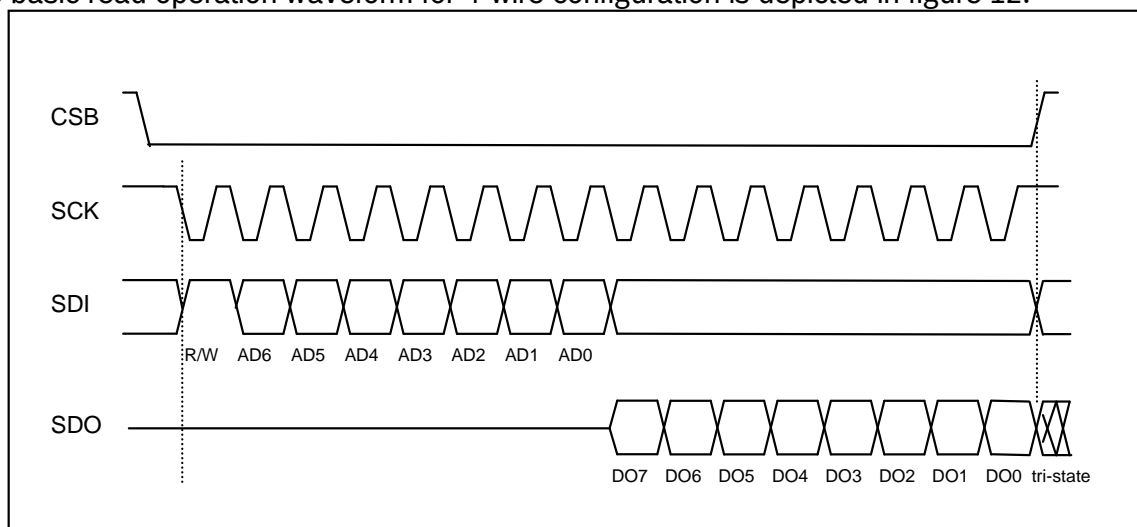 basic read operation waveform for 4-wire configuration is depicted in figure 12:
CSB
SCK
SDI
R/W AD6 AD5 AD4 AD3 AD2 AD1 AD0
SDO
DO7 DO6 DO5 DO4 DO3 DO2 DO1 DO0 tri-state